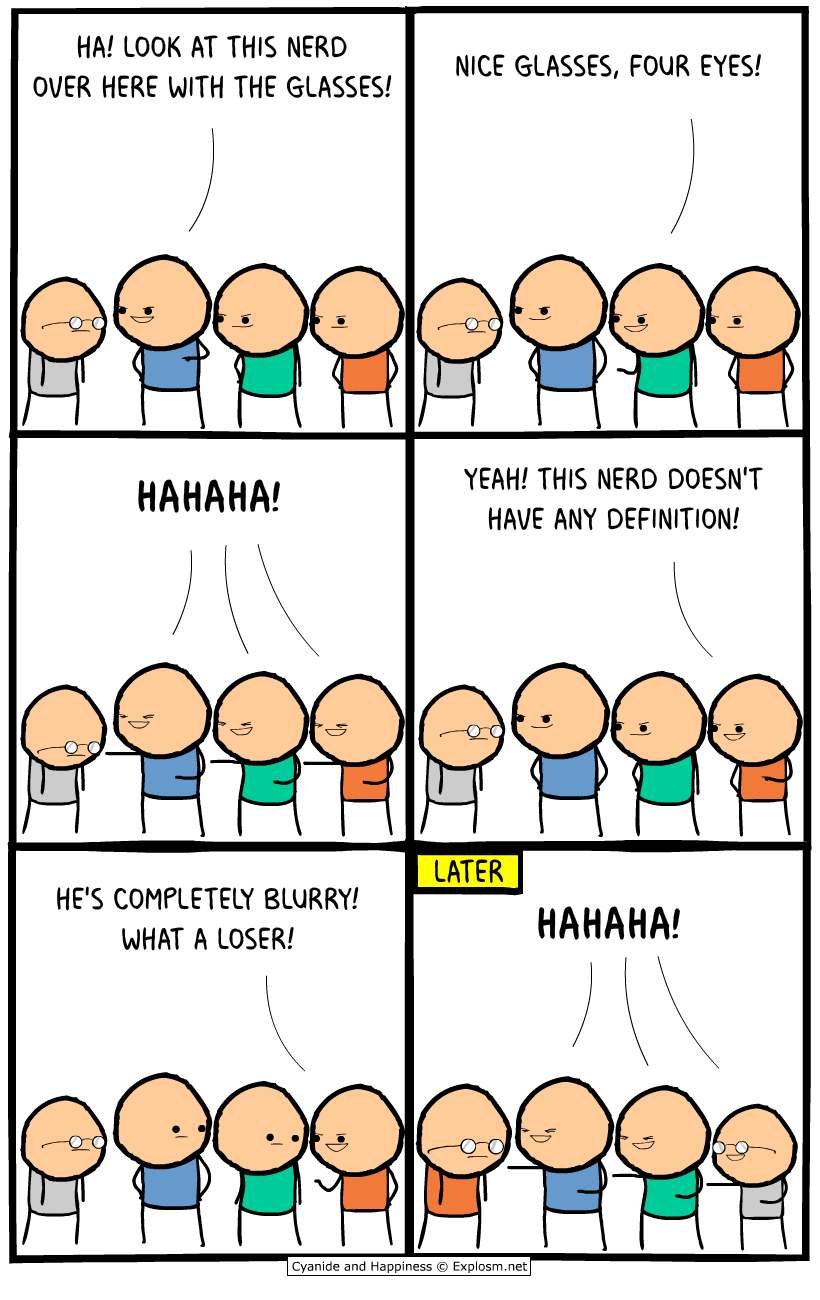 HA! LOOK AT THIS NERD
OVER HERE WITH THE GLASSES!
NICE GLASSES, FOUR EYES!
HAHAHA!
YEAH! THIS NERD DOESN'T
HAVE ANY DEFINITION!
HE'S COMPLETELY BLURRY!
WHAT A LOSER!
LATER
HAHAHA!
Cyanide and Happiness © Explosm.net